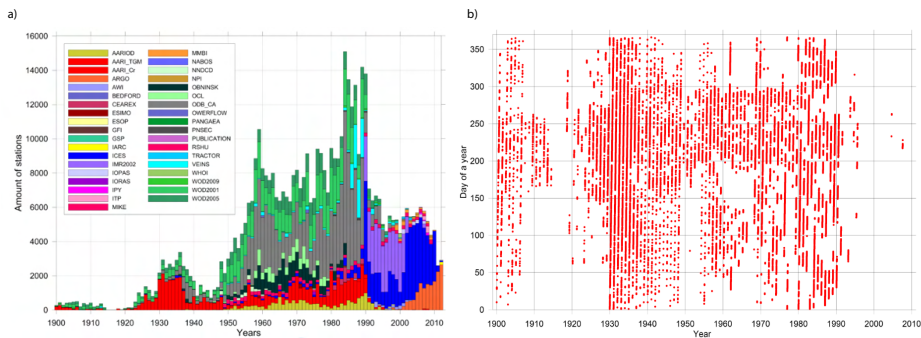 a)
b)
16000
14000
12000
10000
8000
6000
4000
2000
0
Amount of stations
AARIOD
AARI_TGM
AARI_Cr
ARGO
AWI
BEDFORD
CEAREX
ESIMO
ESOP
GFI
GSP
IARC
ICES
IMR2002
IOPAS
IORAS
IPY
ITP
MIKE
MMBI
NABOS
NNODD
NPI
OBNINSK
OCL
ODB_CA
OWERFLOW
PANGAEA
PNSEC
PUBLICATION
RSHU
TRACTOR
VEINS
WHOI
WOD2009
WOD2001
WOD2005
1900 1910 1920 1930 1940 1950 1960 1970 1980 1990 2000 2010
Years
350
300
250
200
150
100
50
0
Day of a year
1900 1910 1920 1930 1940 1950 1960 1970 1980 1990 2000 2010
Year